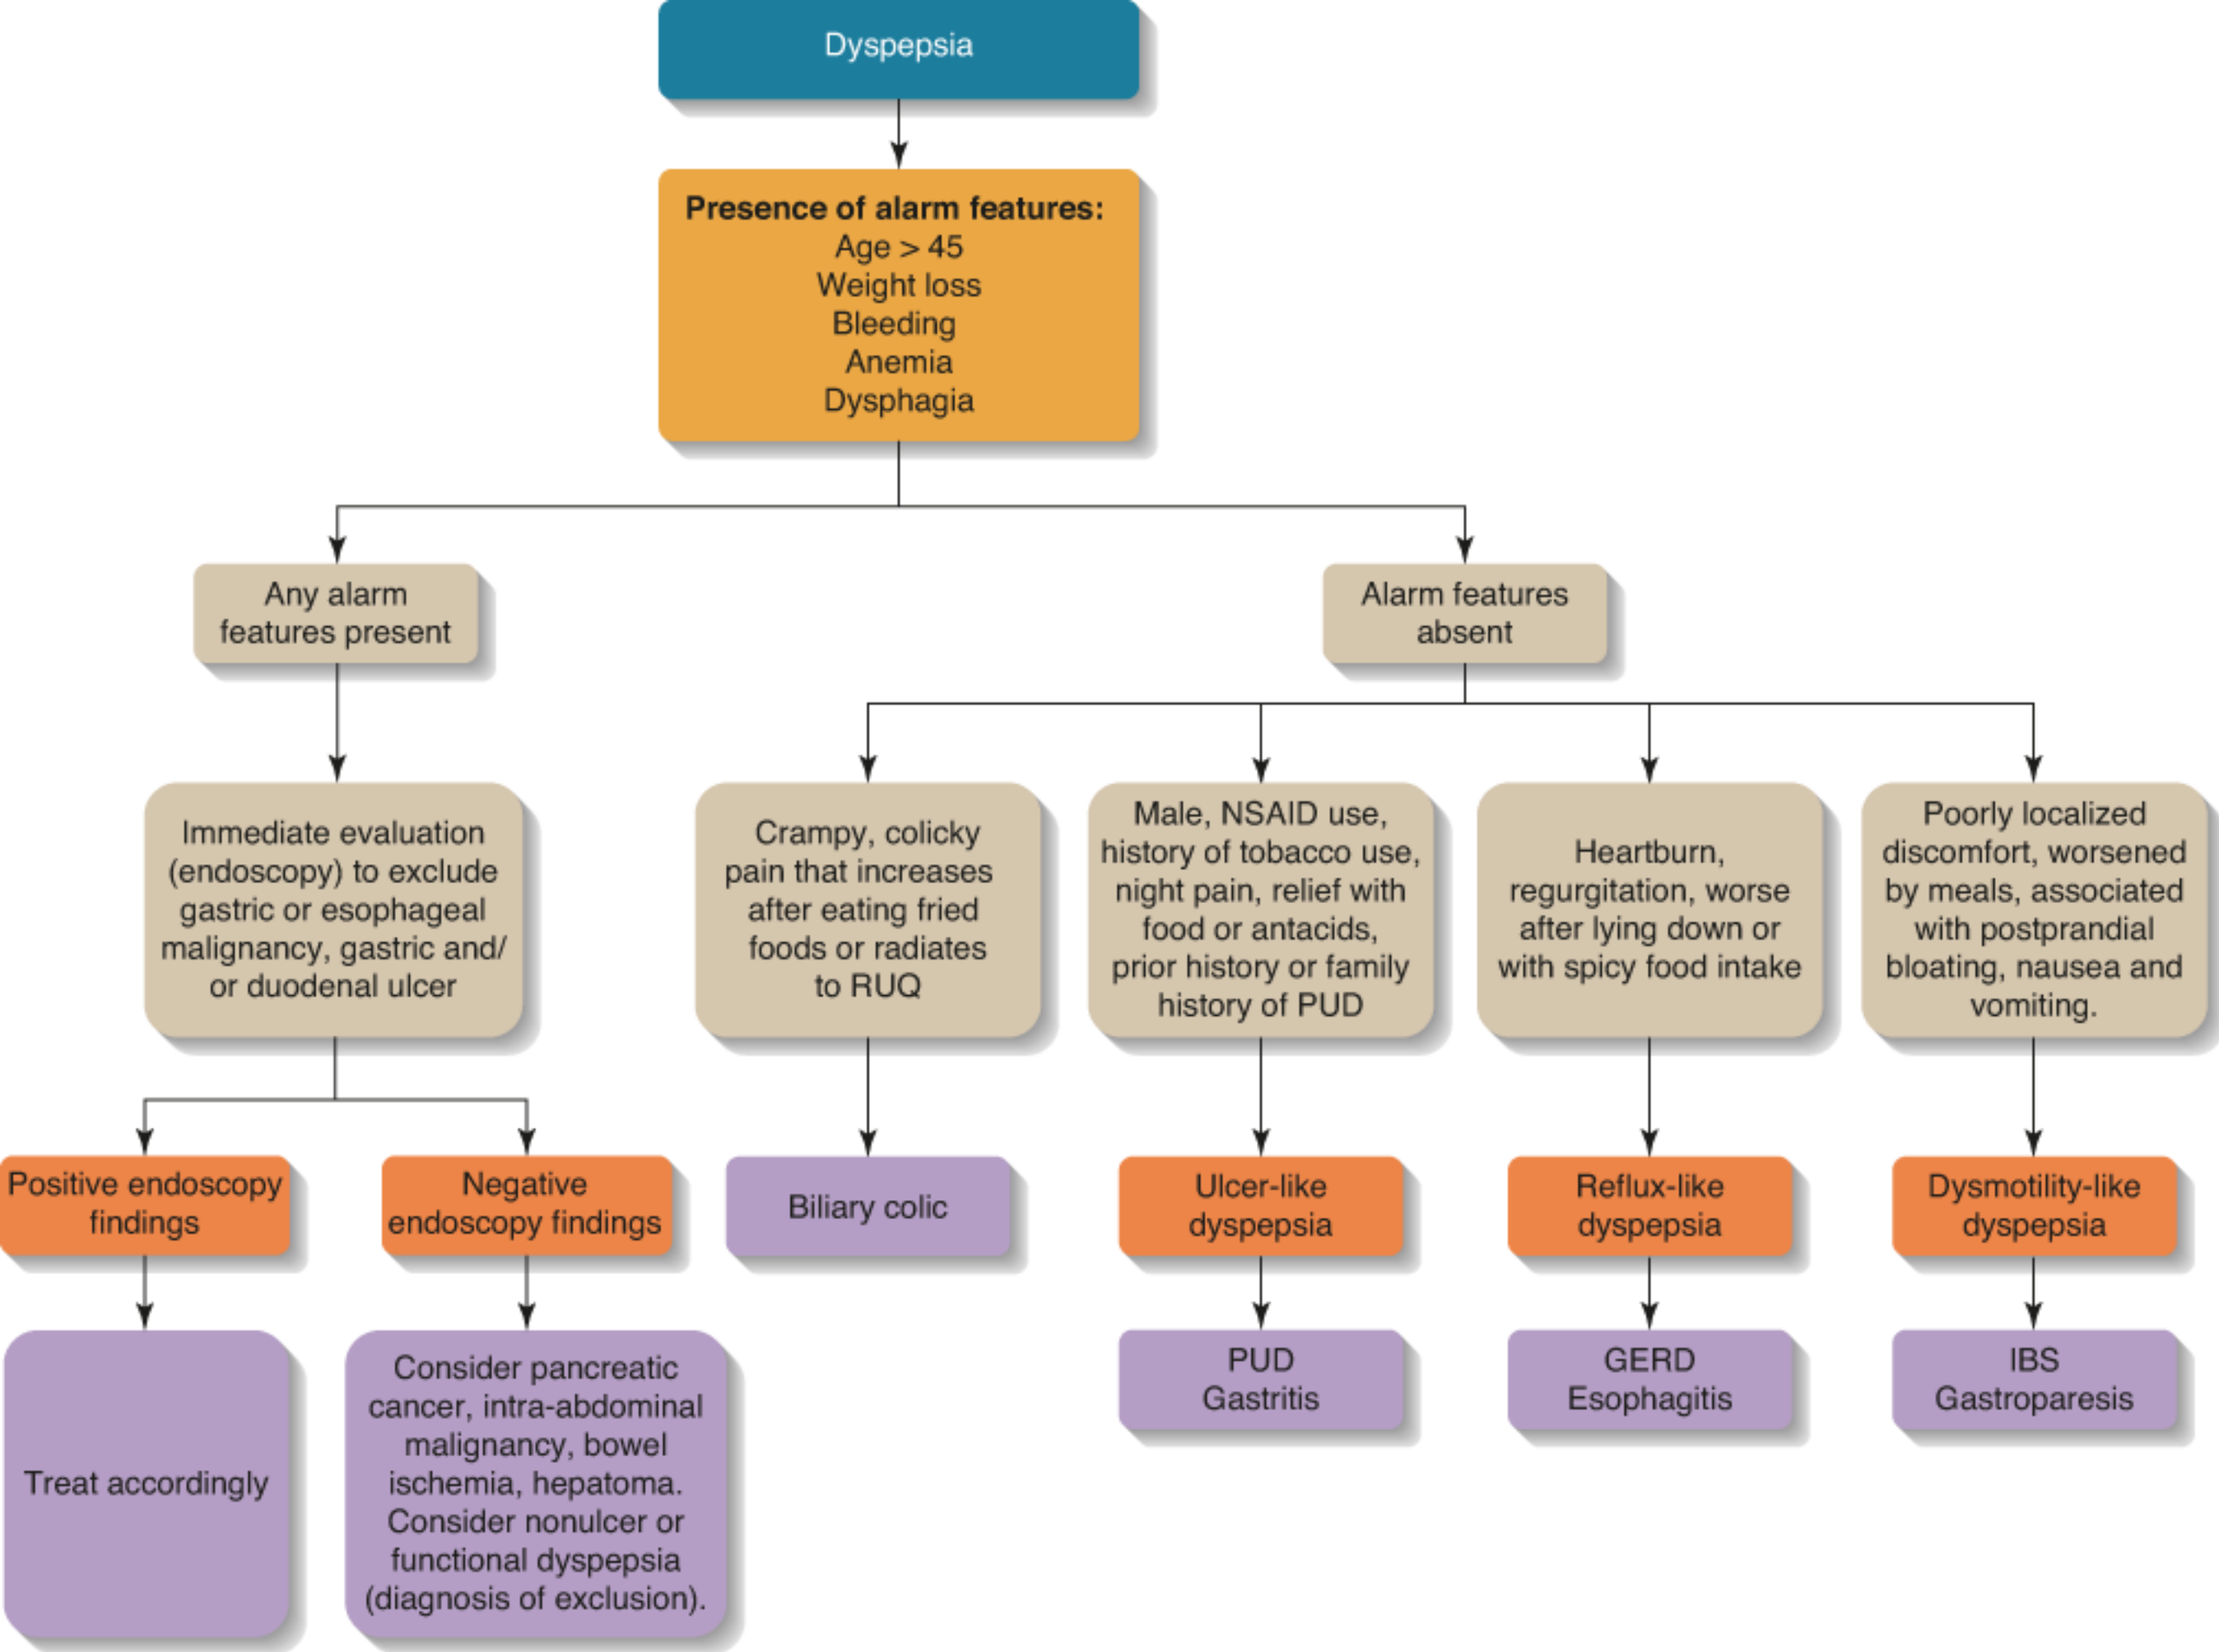 Dyspepsia
Presence of alarm features:
Age > 45
Weight loss
Bleeding
Anemia
Dysphagia
Any alarm
features present
Alarm features
absent
Immediate evaluation
(endoscopy) to exclude
gastric or esophageal
malignancy, gastric and/
or duodenal ulcer
Crampy, colicky
pain that increases
after eating fried
foods or radiates
to RUQ
Male, NSAID use,
history of tobacco use,
night pain, relief with
food or antacids,
prior history or family
history of PUD
Heartburn,
regurgitation, worse
after lying down or
with spicy food intake
Poorly localized
discomfort, worsened
by meals, associated
with postprandial
bloating, nausea and
vomiting.
Positive endoscopy
findings
Negative
endoscopy findings
Biliary colic
Ulcer-like
dyspepsia
Reflux-like
dyspepsia
Dysmotility-like
dyspepsia
Treat accordingly
Consider pancreatic
cancer, intra-abdominal
malignancy, bowel
ischemia, hepatoma.
Consider nonulcer or
functional dyspepsia
(diagnosis of exclusion).
PUD
Gastritis
GERD
Esophagitis
IBS
Gastroparesis